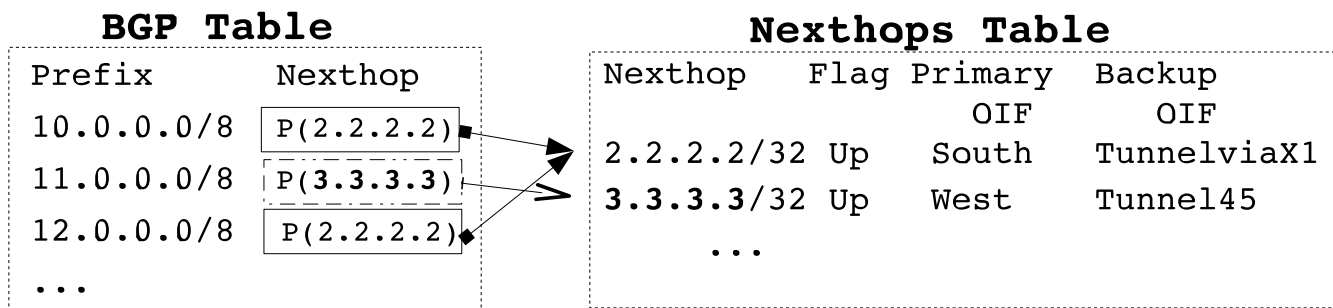 BGP Table
Prefix Nexthop
10.0.0.0/8 P(2.2.2.2)
11.0.0.0/8 P(3.3.3.3)
12.0.0.0/8 P(2.2.2.2)
...
Nexthops Table
Nexthop Flag Primary Backup
OIF OIF
2.2.2.2/32 Up South TunnelviaX1
3.3.3.3/32 Up West Tunnel45
...